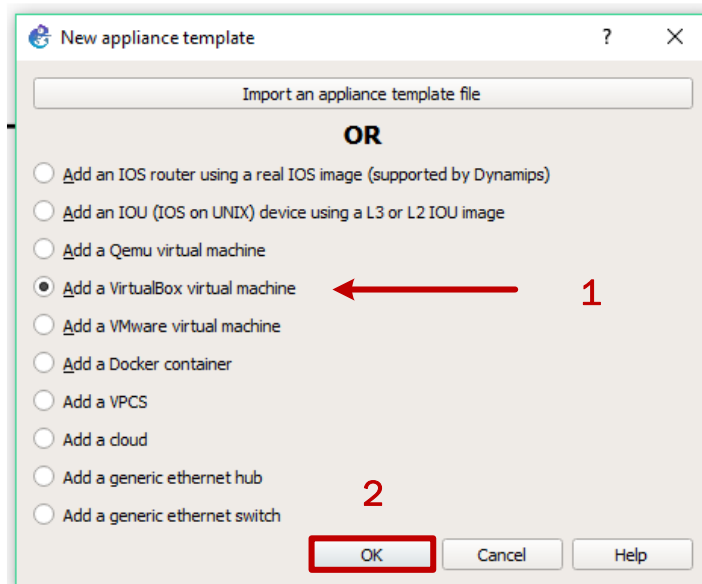 New appliance template ? X
Import an appliance template file
OR
Add an IOS router using a real IOS image (supported by Dynamips)
Add an IOU (IOS on UNIX) device using a L3 or L2 IOU image
Add a Qemu virtual machine
Add a VirtualBox virtual machine 1
Add a VMware virtual machine
Add a Docker container
Add a VPCS
Add a cloud
Add a generic ethernet hub
2
Add a generic ethernet switch
OK Cancel Help